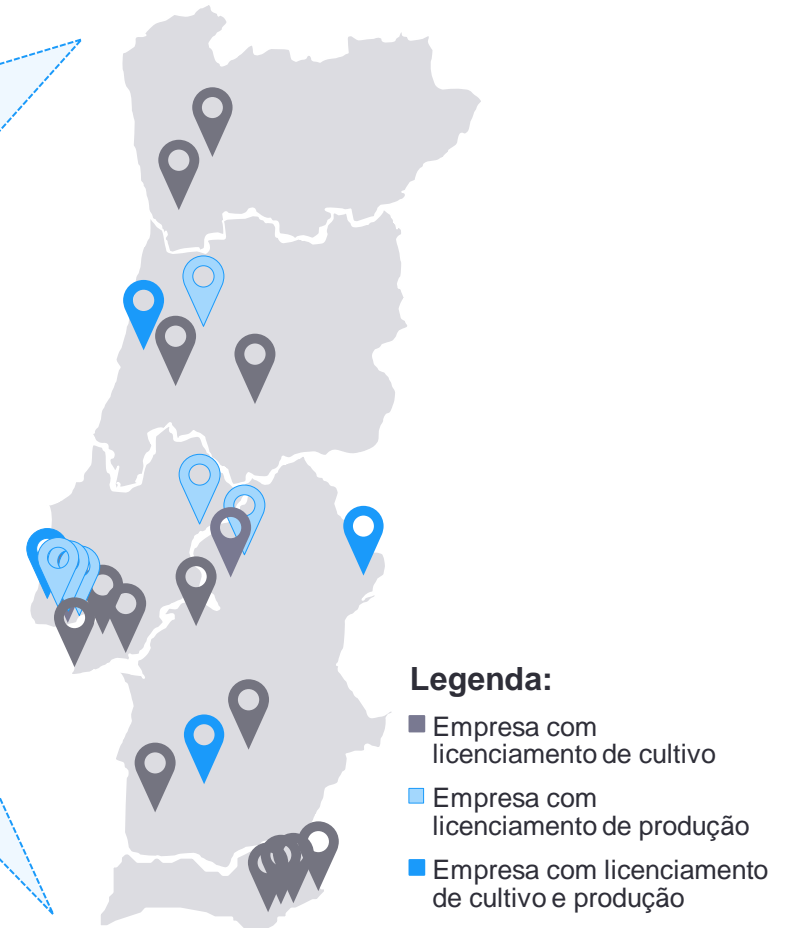 Legenda:
Empresa com
licenciamento de cultivo
Empresa com
licenciamento de produção
Empresa com licenciamento
de cultivo e produção